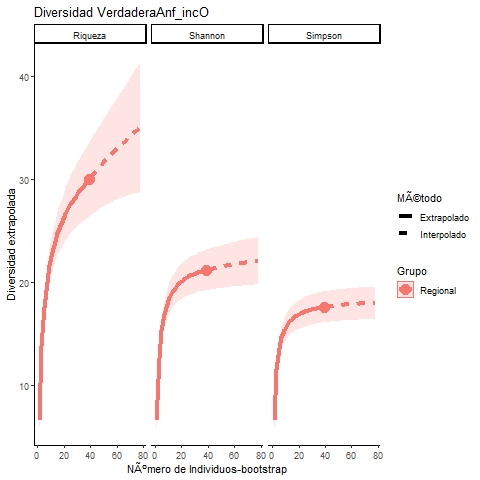 Diversidad VerdaderaAnf_incO
Riqueza Shannon Simpson
Diversidad extrapolada
40
30
20
10
0 20 40 60 80 0 20 40 60 80 0 20 40 60 80
NÃºmero de Individuos-bootstrap
MÃ©todo
Extrapolado
Interpolado
Grupo
Regional